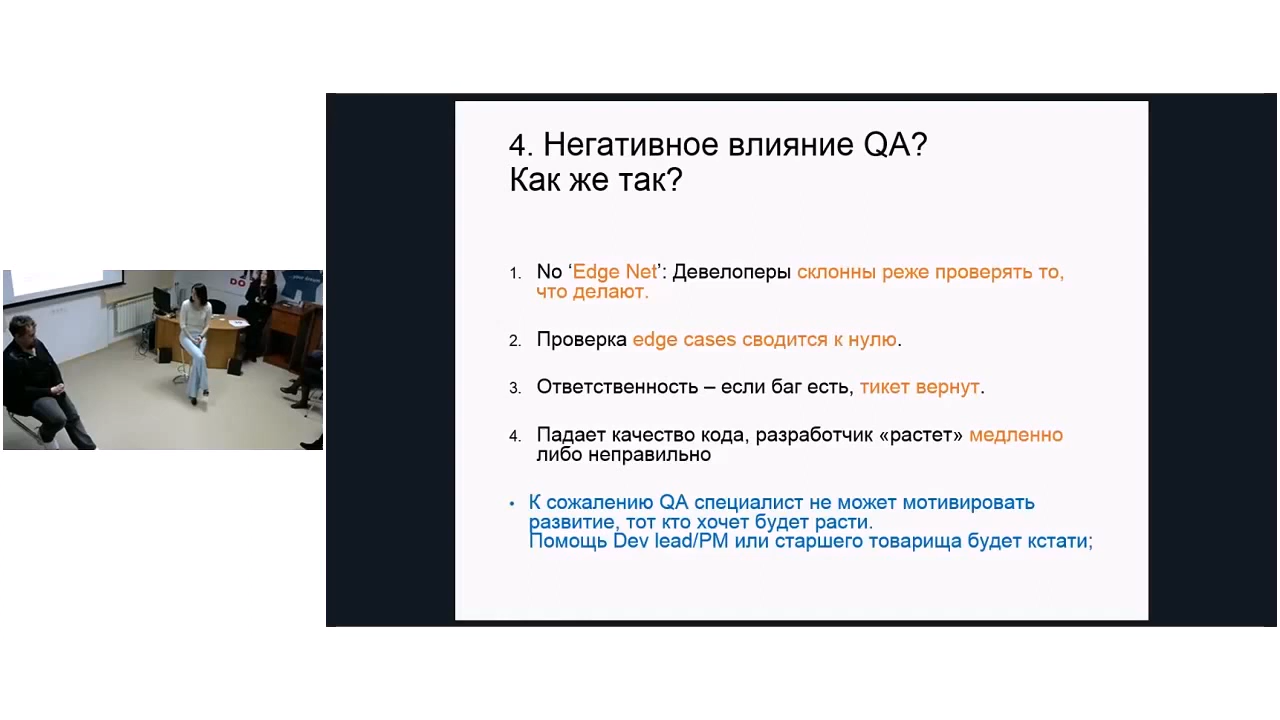 4. Негативное влияние QA?
Как же так?
1. No ‘Edge Net’: Девелоперы склонны реже проверять то,
что делают.
2. Проверка edge cases сводится к нулю.
3. Ответственность – если баг есть, тикет вернут.
4. Падает качество кода, разработчик «растет» медленно
либо неправильно
• К сожалению QA специалист не может мотивировать
развитие, тот кто хочет будет расти.
Помощь Dev lead/PM или старшего товарища будет кстати;